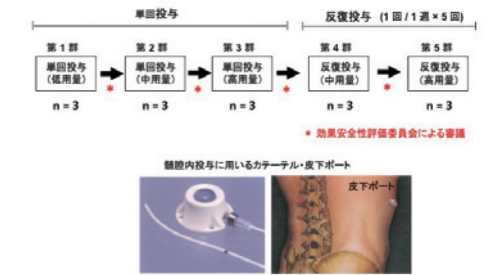 単回投与
反復投与 (1回/1週×5回)
第1群 第2群 第3群 第4群 第5群
単回投与 単回投与 単回投与 反復投与 反復投与
(低用量) (中用量) (高用量) (中用量) (高用量)
* * * *
n = 3 n = 3 n = 3 n = 3 n = 3
* 効果安全性評価委員会による審議
髄腔内投与に用いるカテーテル・皮下ポート
皮下ポート